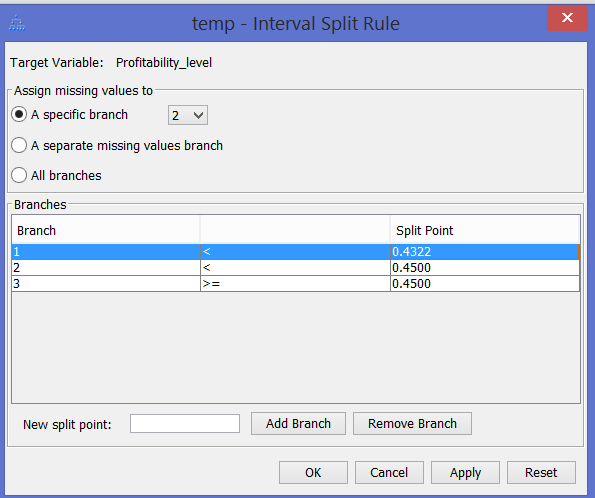 temp - Interval Split Rule
Target Variable: Profitability_level
Assign missing values to
A specific branch 2
A separate missing values branch
All branches
Branches
Branch Split Point
1 < 0.4322
2 < 0.4500
3 >= 0.4500
New split point: Add Branch Remove Branch
OK Cancel Apply Reset